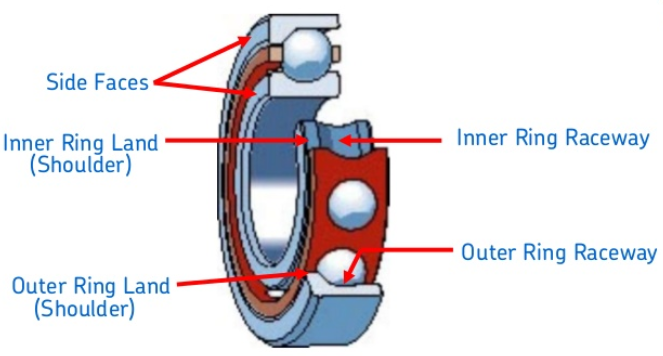 Side Faces
Inner Ring Land
(Shoulder)
Inner Ring Raceway
Outer Ring Raceway
Outer Ring Land
(Shoulder)